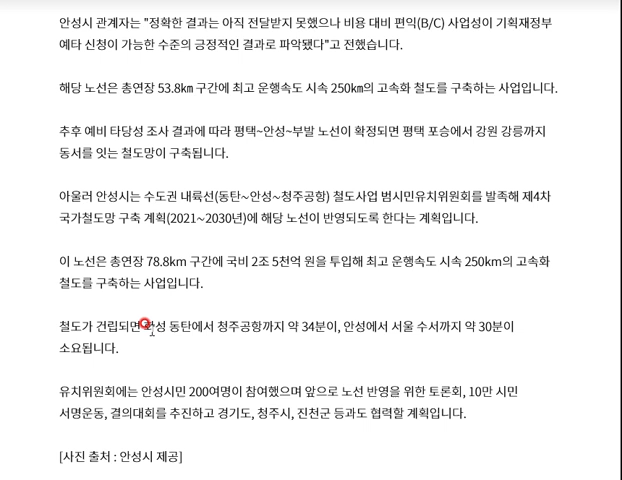 안성시 관계자는 "정확한 결과는 아직 전달받지 못했으나 비용 대비 편익(B/C) 사업성이 기획재정부
예타 신청이 가능한 수준의 긍정적인 결과로 파악됐다"고 전했습니다.
해당 노선은 총연장 53.8㎞ 구간에 최고 운행속도 시속 250㎞의 고속화 철도를 구축하는 사업입니다.
추후 예비 타당성 조사 결과에 따라 평택~안성~부발 노선이 확정되면 평택 포승에서 강원 강릉까지
동서를 잇는 철도망이 구축됩니다.
아울러 안성시는 수도권 내륙선(동탄~안성~청주공항) 철도사업 범시민유치위원회를 발족해 제4차
국가철도망 구축 계획(2021~2030년)에 해당 노선이 반영되도록 한다는 계획입니다.
이 노선은 총연장 78.8km 구간에 국비 2조 5천억 원을 투입해 최고 운행속도 시속 250km의 고속화
철도를 구축하는 사업입니다.
철도가 건립되면 안성 동탄에서 청주공항까지 약 34분이, 안성에서 서울 수서까지 약 30분이
소요됩니다.
유치위원회에는 안성시민 200여명이 참여했으며 앞으로 노선 반영을 위한 토론회, 10만 시민
서명운동, 결의대회를 추진하고 경기도, 청주시, 진천군 등과도 협력할 계획입니다.
[사진 출처 : 안성시 제공]